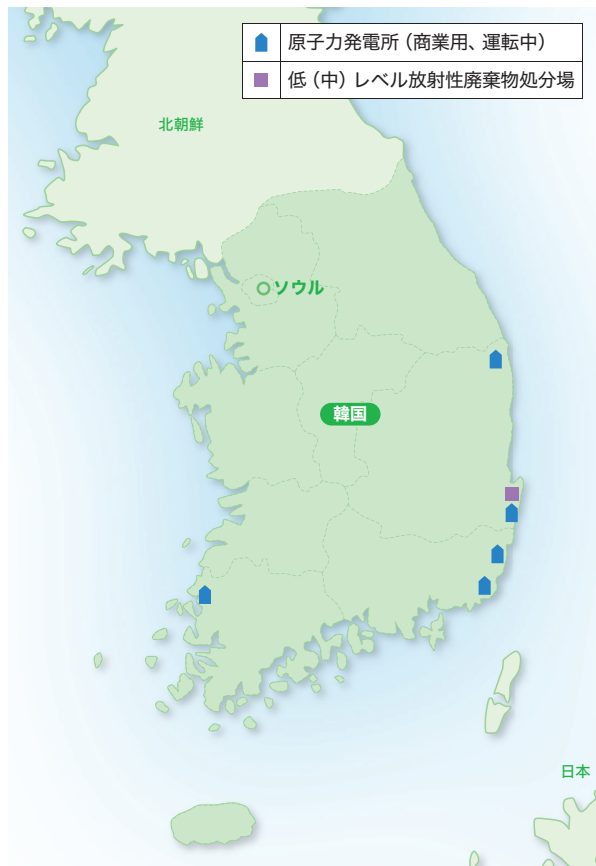 原子力発電所（商業用、運転中）
低（中）レベル放射性廃棄物処分場
北朝鮮
ソウル
韓国
日本